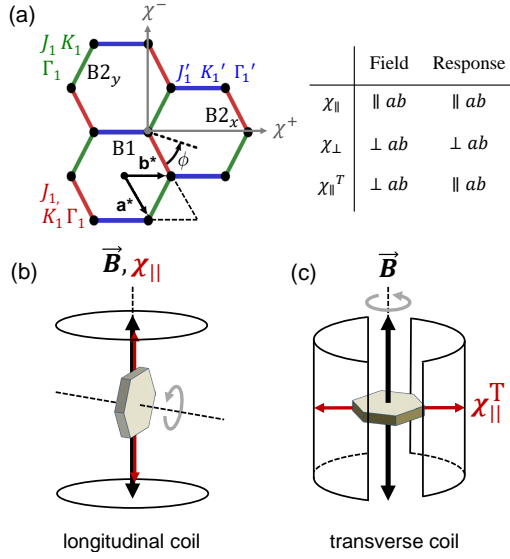 (a)
χ⁻
J₁ K₁
Γ₁
B2ᵧ
J₁′ K₁′ Γ₁′
B2ₓ
χ⁺
B1
b*
ϕ
a*
J₁,
K₁ Γ₁
Field Response
χ∥ ∥ ab ∥ ab
χ⊥ ⊥ ab ⊥ ab
χ∥ᵀ ⊥ ab ∥ ab
(b) (c)
B⃗, χ||
B⃗
χ||ᵀ
longitudinal coil transverse coil